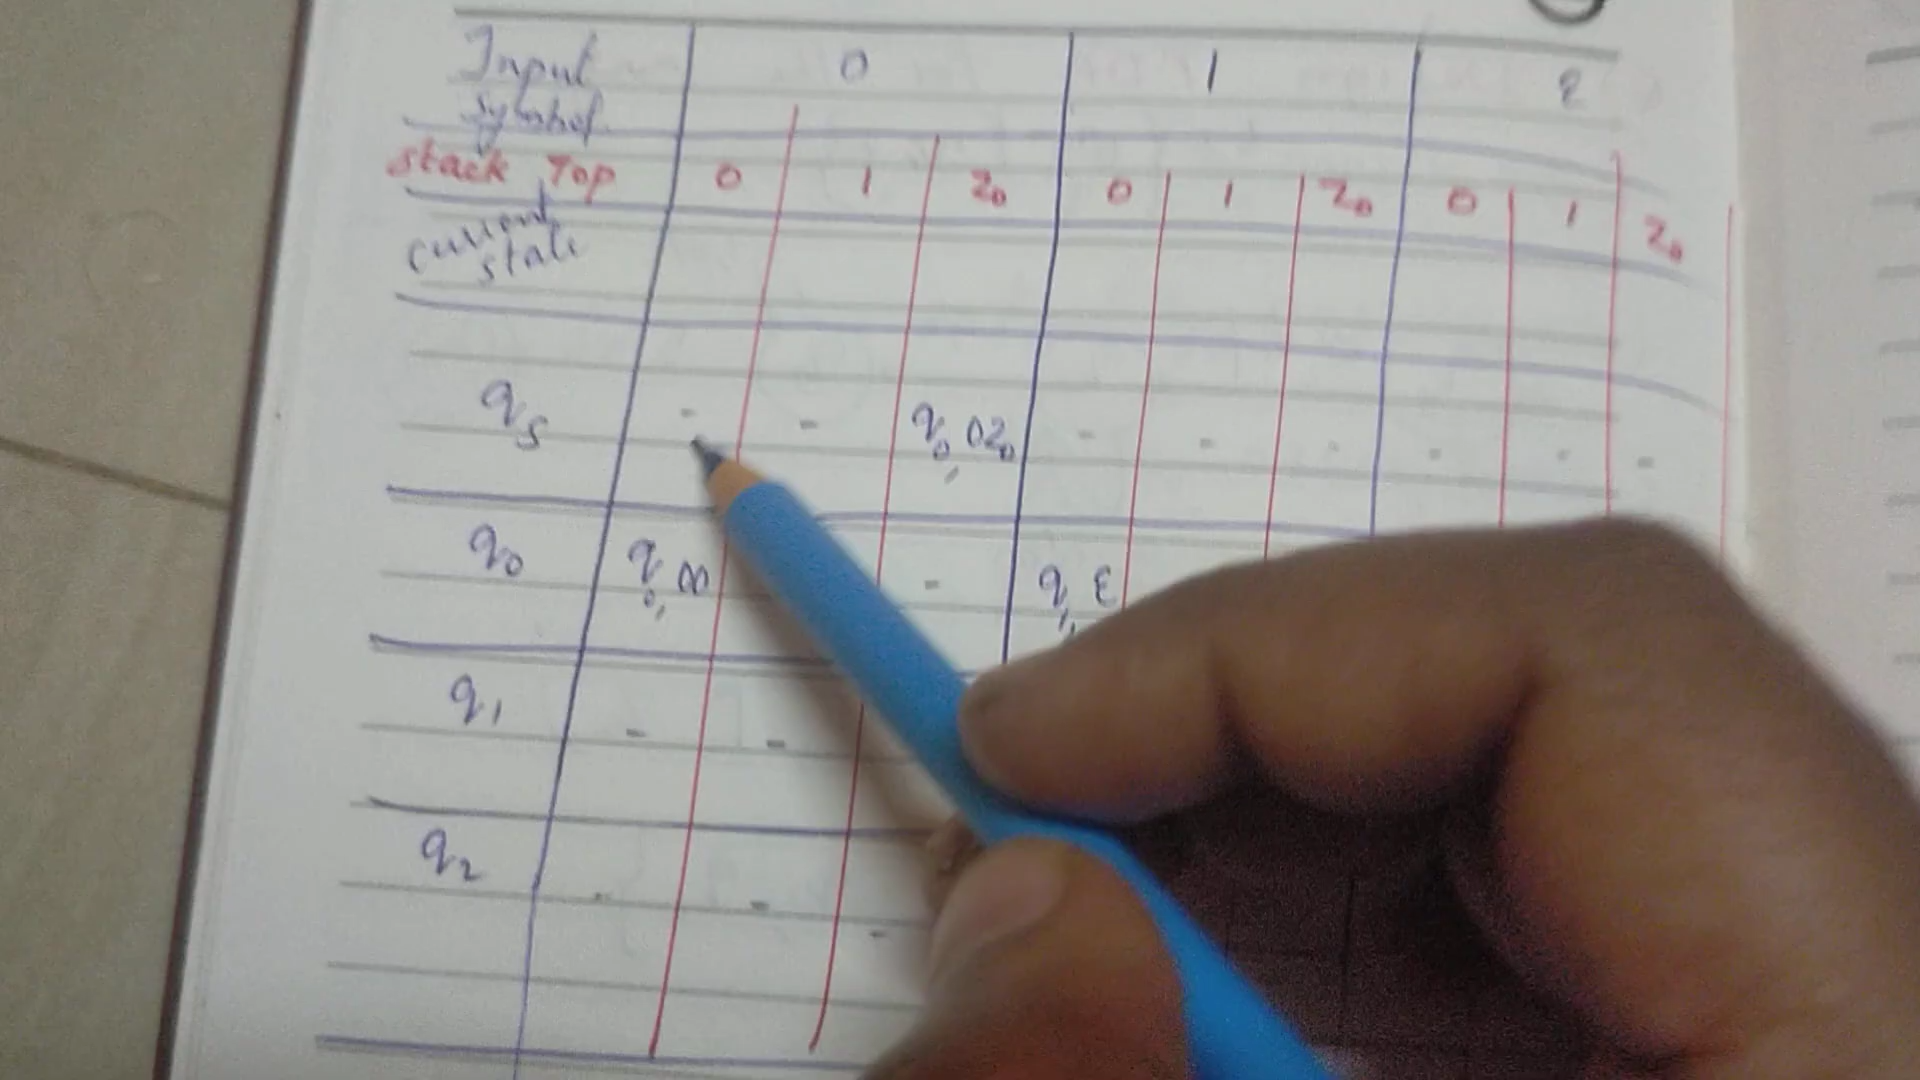 Input 0 1 ε
symbol
stack Top 0 1 Z₀ 0 1 Z₀ 0 1 Z₀
current
state
qs - - q₀, 0Z₀ - - - - - -
q₀ q₀, 00 - q₁, ε
q₁ - -
q₂ - - -